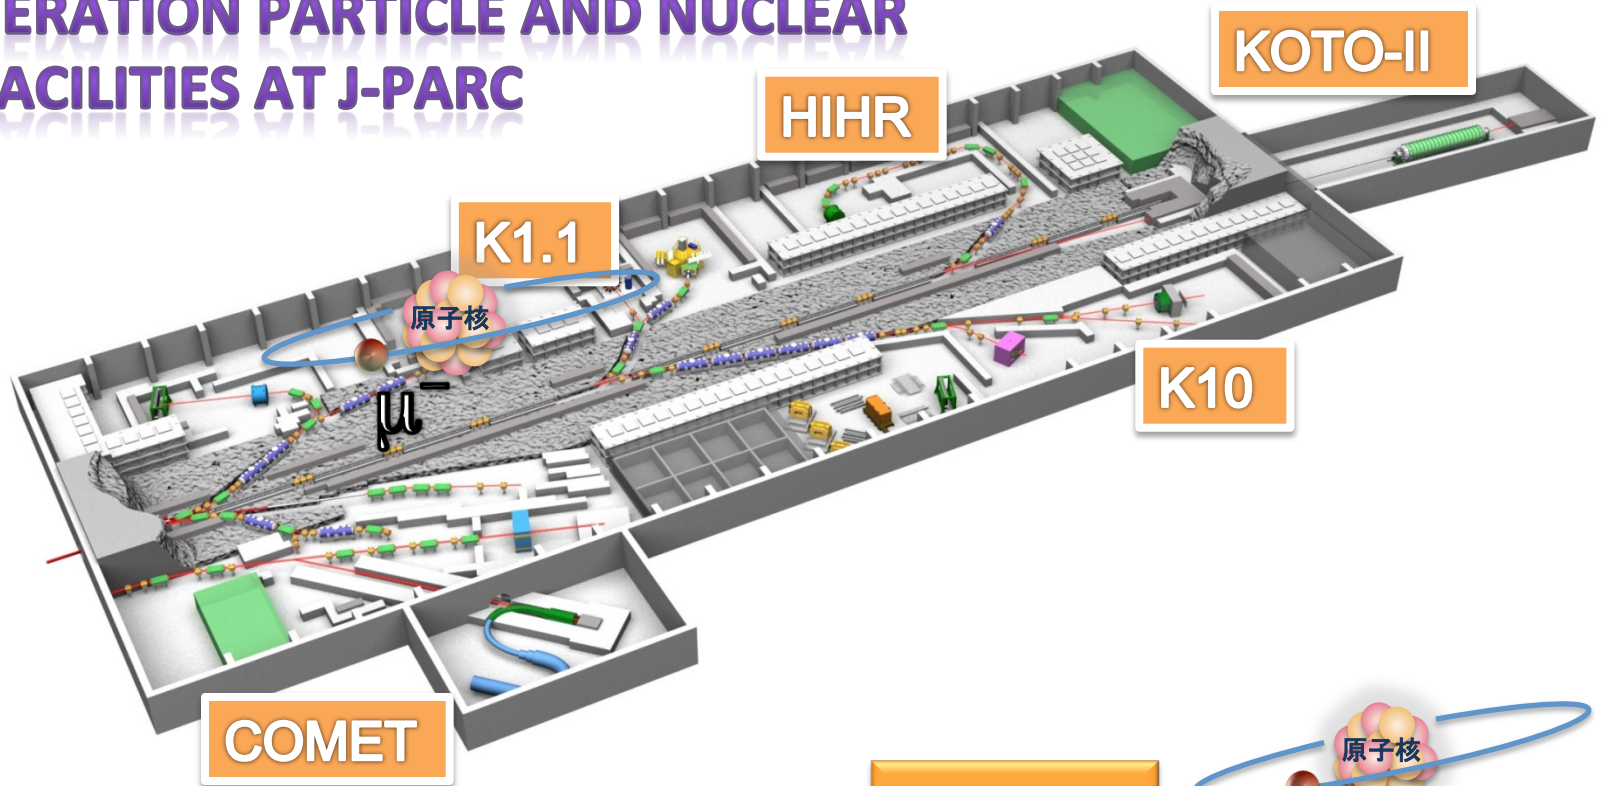 ERATION PARTICLE AND NUCLEAR
ACILITIES AT J-PARC
KOTO-II
HIHR
K1.1
原子核
μ-
K10
COMET
原子核